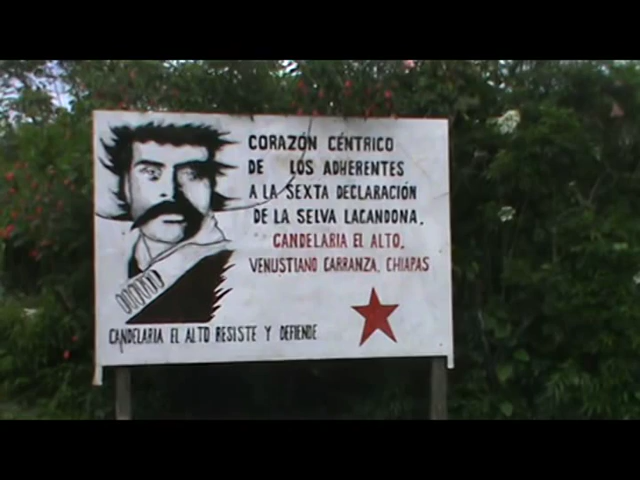 CORAZON CÉNTRICO
DE LOS ADHERENTES
A LA SEXTA DECLARACIÓN
DE LA SELVA LACANDONA.
CANDELARIA EL ALTO,
VENUSTIANO CARRANZA, CHIAPAS
CANDELARIA EL ALTO RESISTE Y DEFIENDE